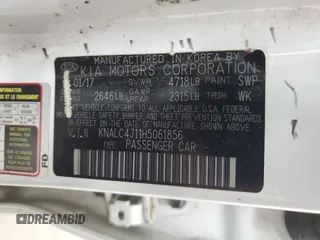 MANUFACTURED IN KOREA
KIA MOTORS CORPORATION
01/17 GVWR 4718LB PAINT SWP
GAWR
2646LB REAR 2315LB TRIM WK
THIS VEHICLE CONFORMS TO ALL APPLICABLE U.S.A. FEDERAL
MOTOR VEHICLE SAFETY, BUMPER, AND THEFT PREVENTION
STANDARDS IN EFFECT ON THE DATE OF MANUFACTURE SHOWN ABOVE.
V.I.N KNALC4J11H5061856
TYPE: PASSENGER CAR
FD
DREAMBID